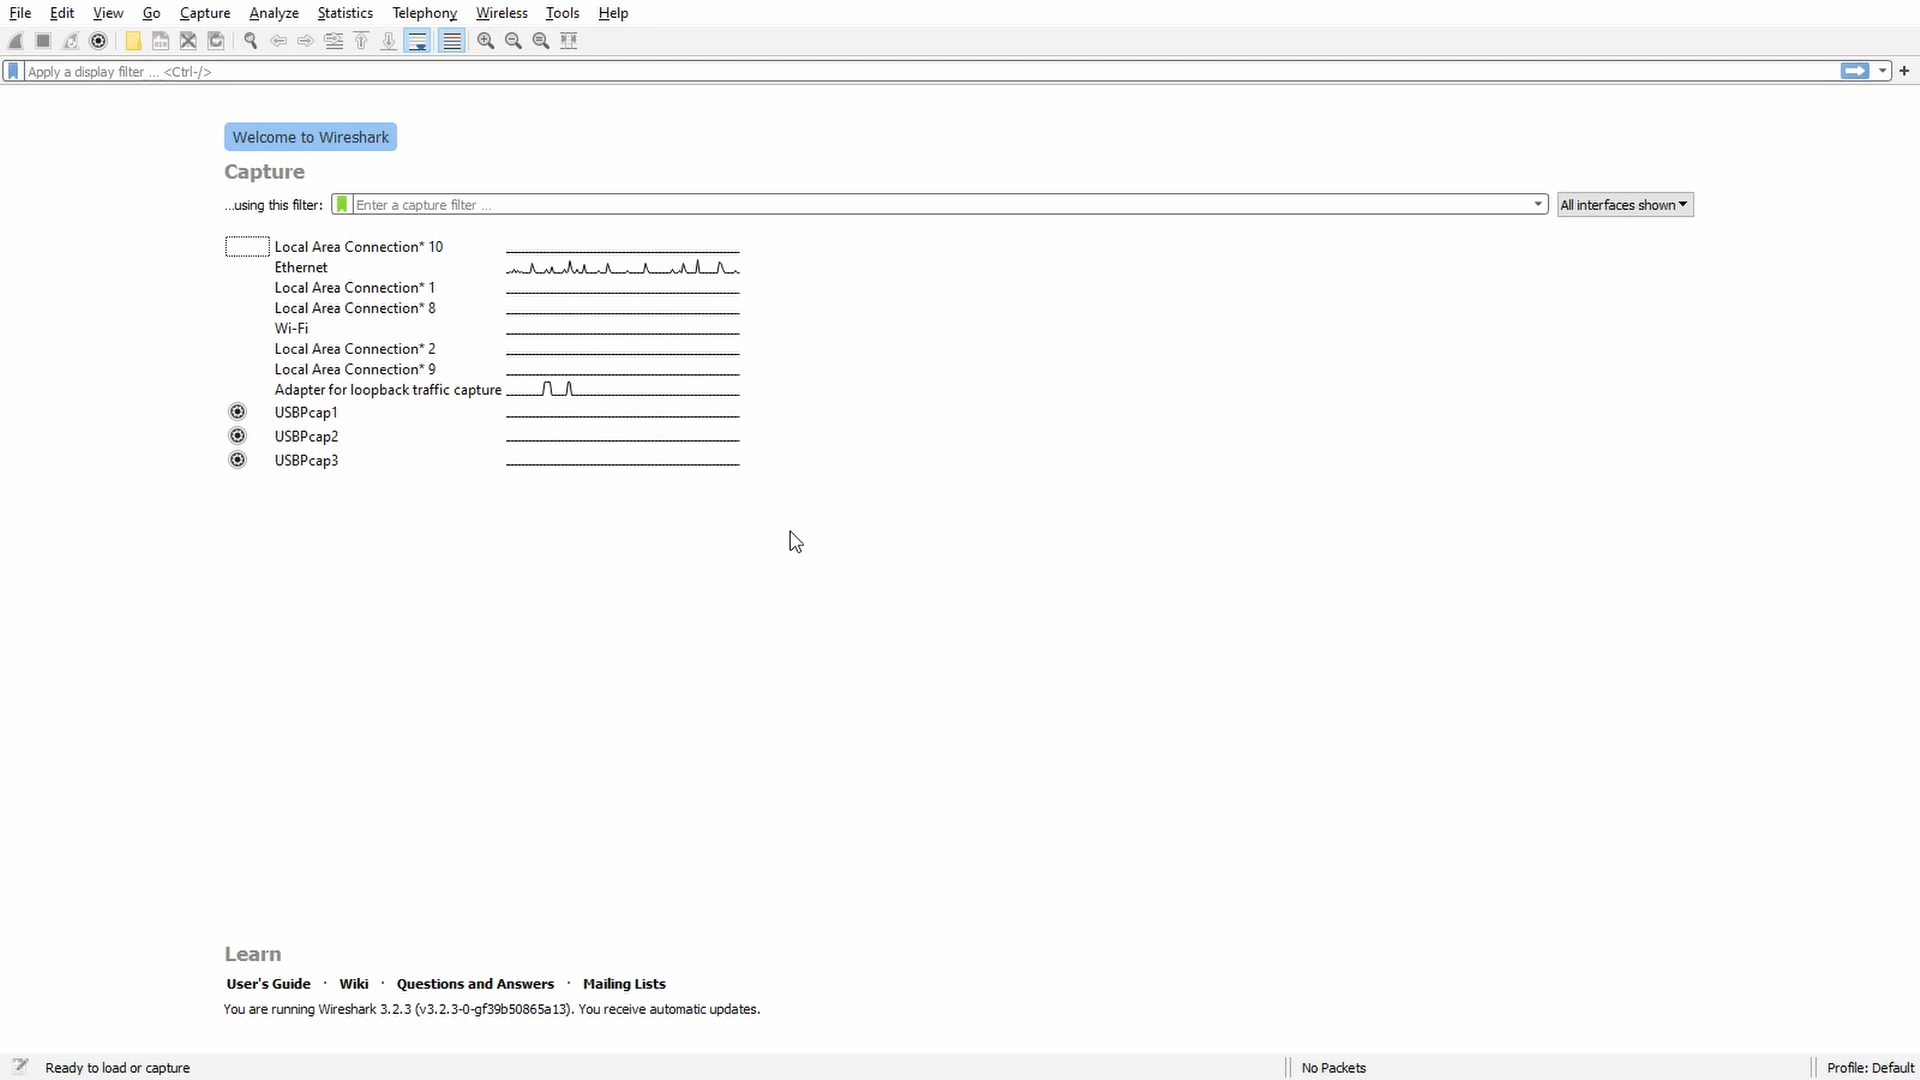 File Edit View Go Capture Analyze Statistics Telephony Wireless Tools Help
Apply a display filter ... <Ctrl-/>
Welcome to Wireshark
Capture
...using this filter: Enter a capture filter ... All interfaces shown
Local Area Connection* 10
Ethernet
Local Area Connection* 1
Local Area Connection* 8
Wi-Fi
Local Area Connection* 2
Local Area Connection* 9
Adapter for loopback traffic capture
USBPcap1
USBPcap2
USBPcap3
Learn
User's Guide · Wiki · Questions and Answers · Mailing Lists
You are running Wireshark 3.2.3 (v3.2.3-0-gf39b50865a13). You receive automatic updates.
Ready to load or capture No Packets Profile: Default